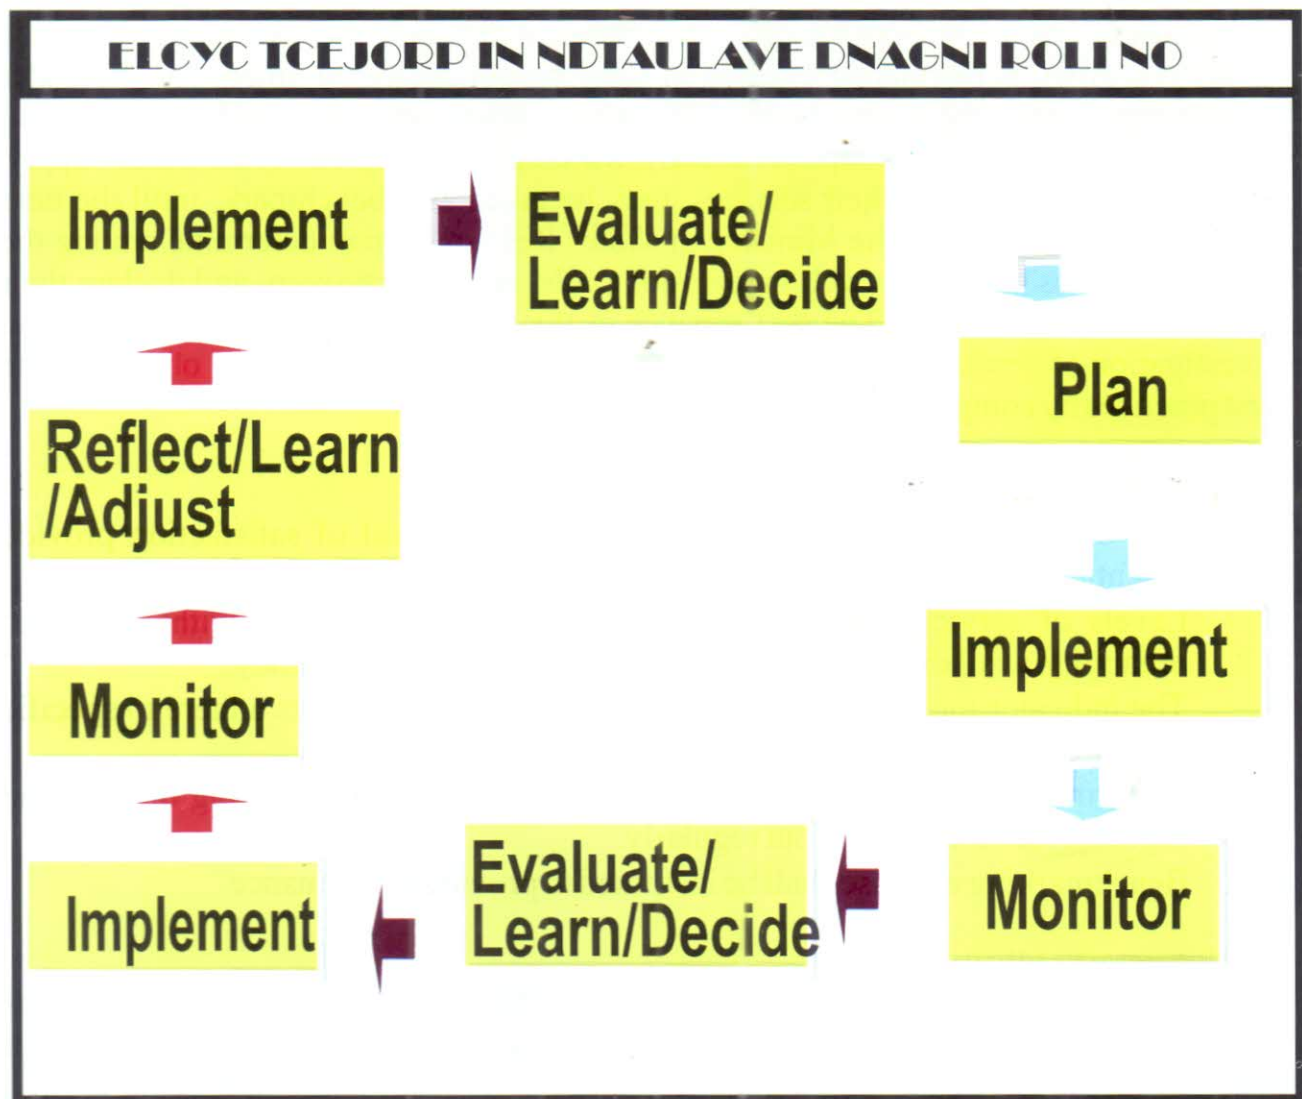 ELCYC TCEJORP IN NDTAULAVE DNAGNI ROLI NO
Implement
Evaluate/
Learn/Decide
Plan
Implement
Monitor
Evaluate/
Learn/Decide
Implement
Monitor
Reflect/Learn
/Adjust